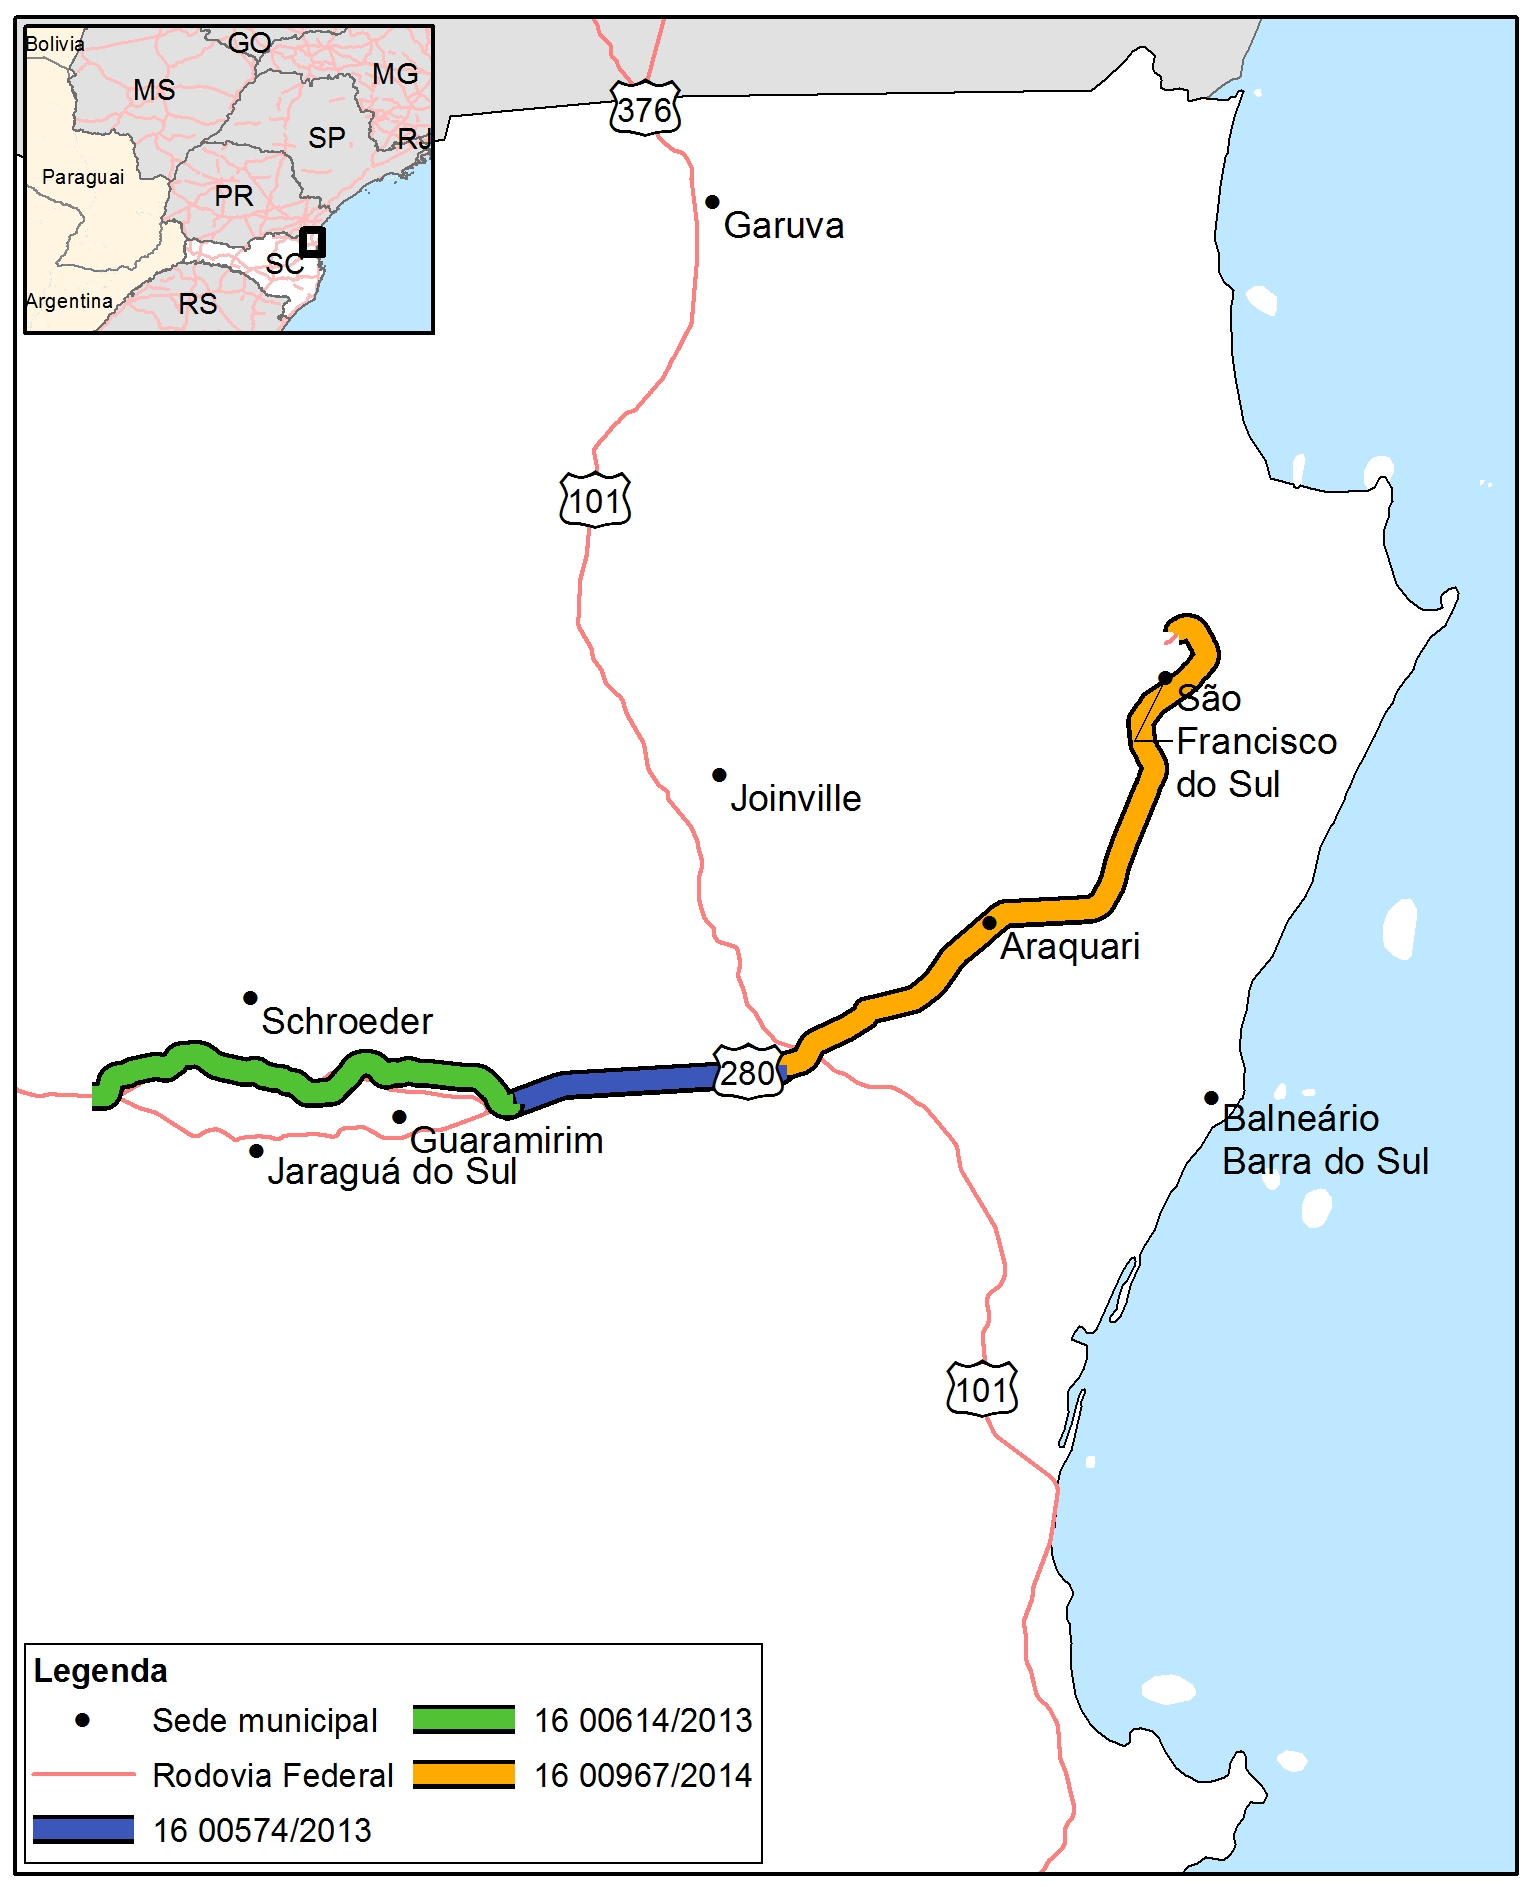 Bolivia
GO
MS
MG
SP
RJ
Paraguai
PR
SC
Argentina
RS
376
Garuva
101
São
Francisco
do Sul
Joinville
Araquari
Schroeder
280
Guaramirim
Jaraguá do Sul
Balneário
Barra do Sul
101
Legenda
Sede municipal
16 00614/2013
Rodovia Federal
16 00967/2014
16 00574/2013